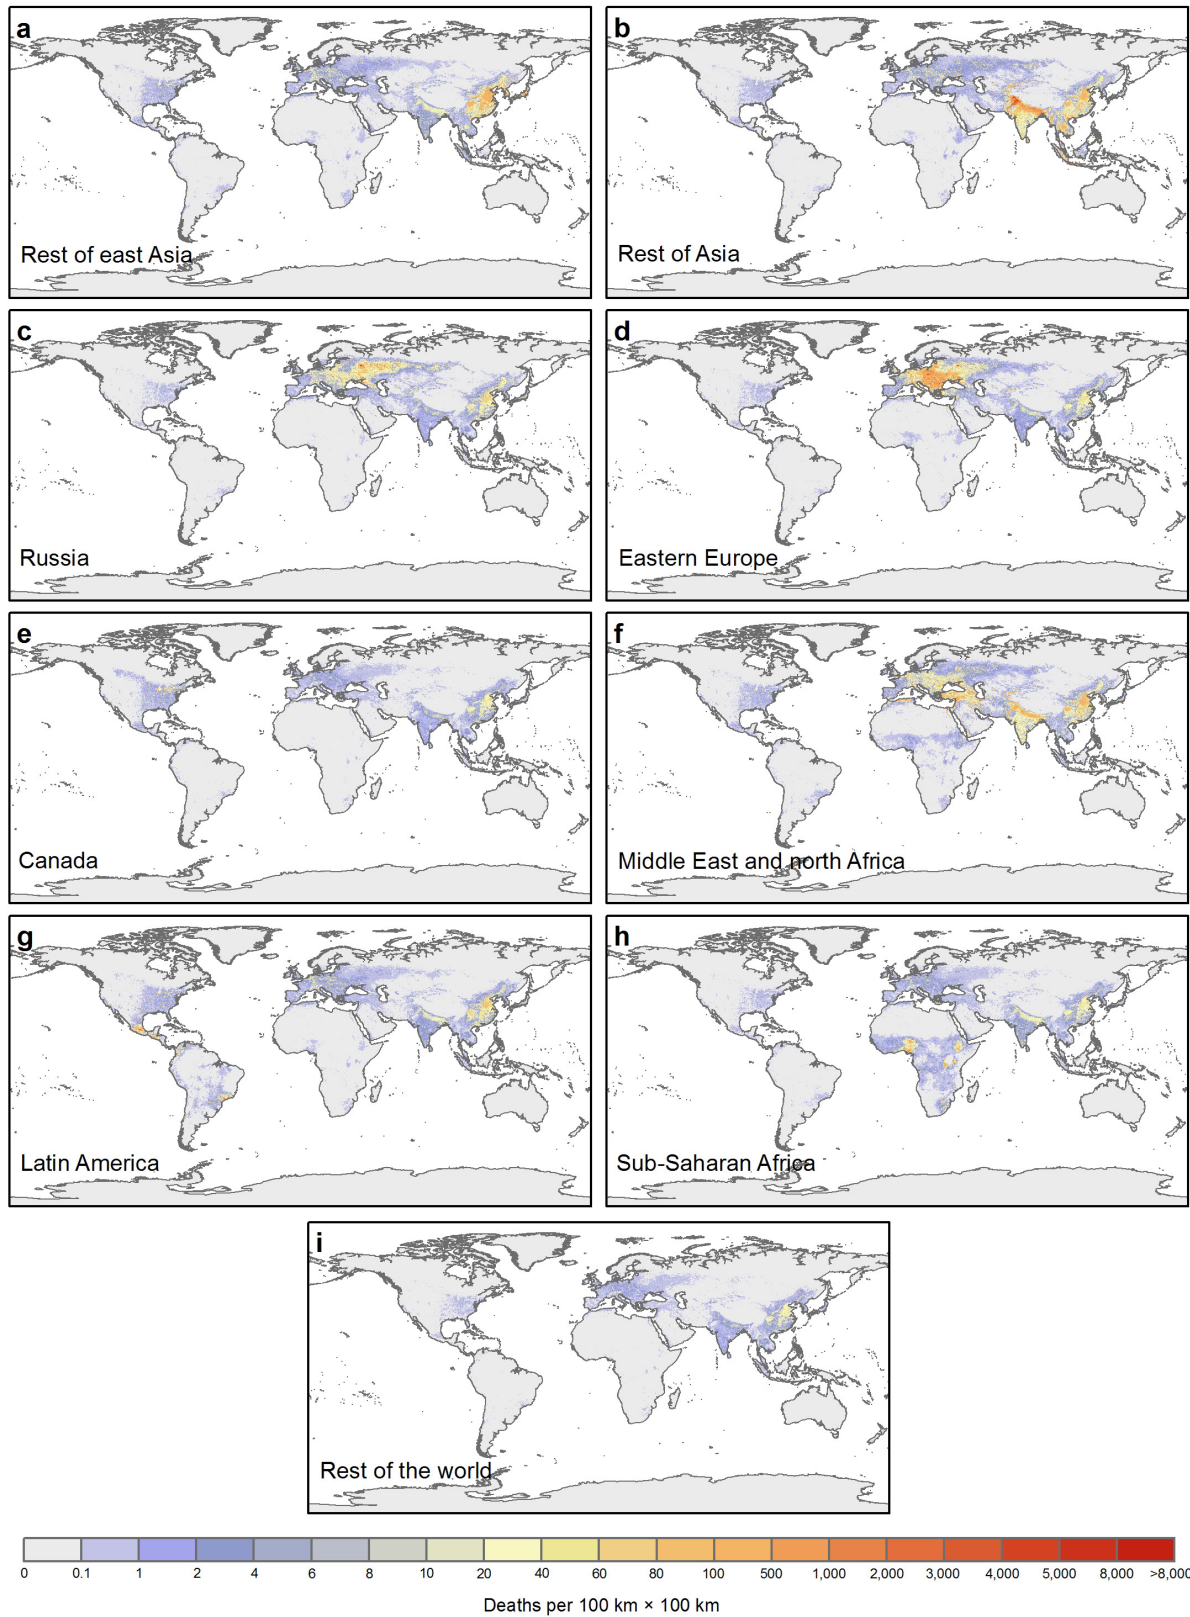 a
Rest of east Asia
b
Rest of Asia
c
Russia
d
Eastern Europe
e
Canada
f
Middle East and north Africa
g
Latin America
h
Sub-Saharan Africa
i
Rest of the world
0 0.1 1 2 4 6 8 10 20 40 60 80 100 500 1,000 2,000 3,000 4,000 5,000 8,000 >8,000
Deaths per 100 km × 100 km